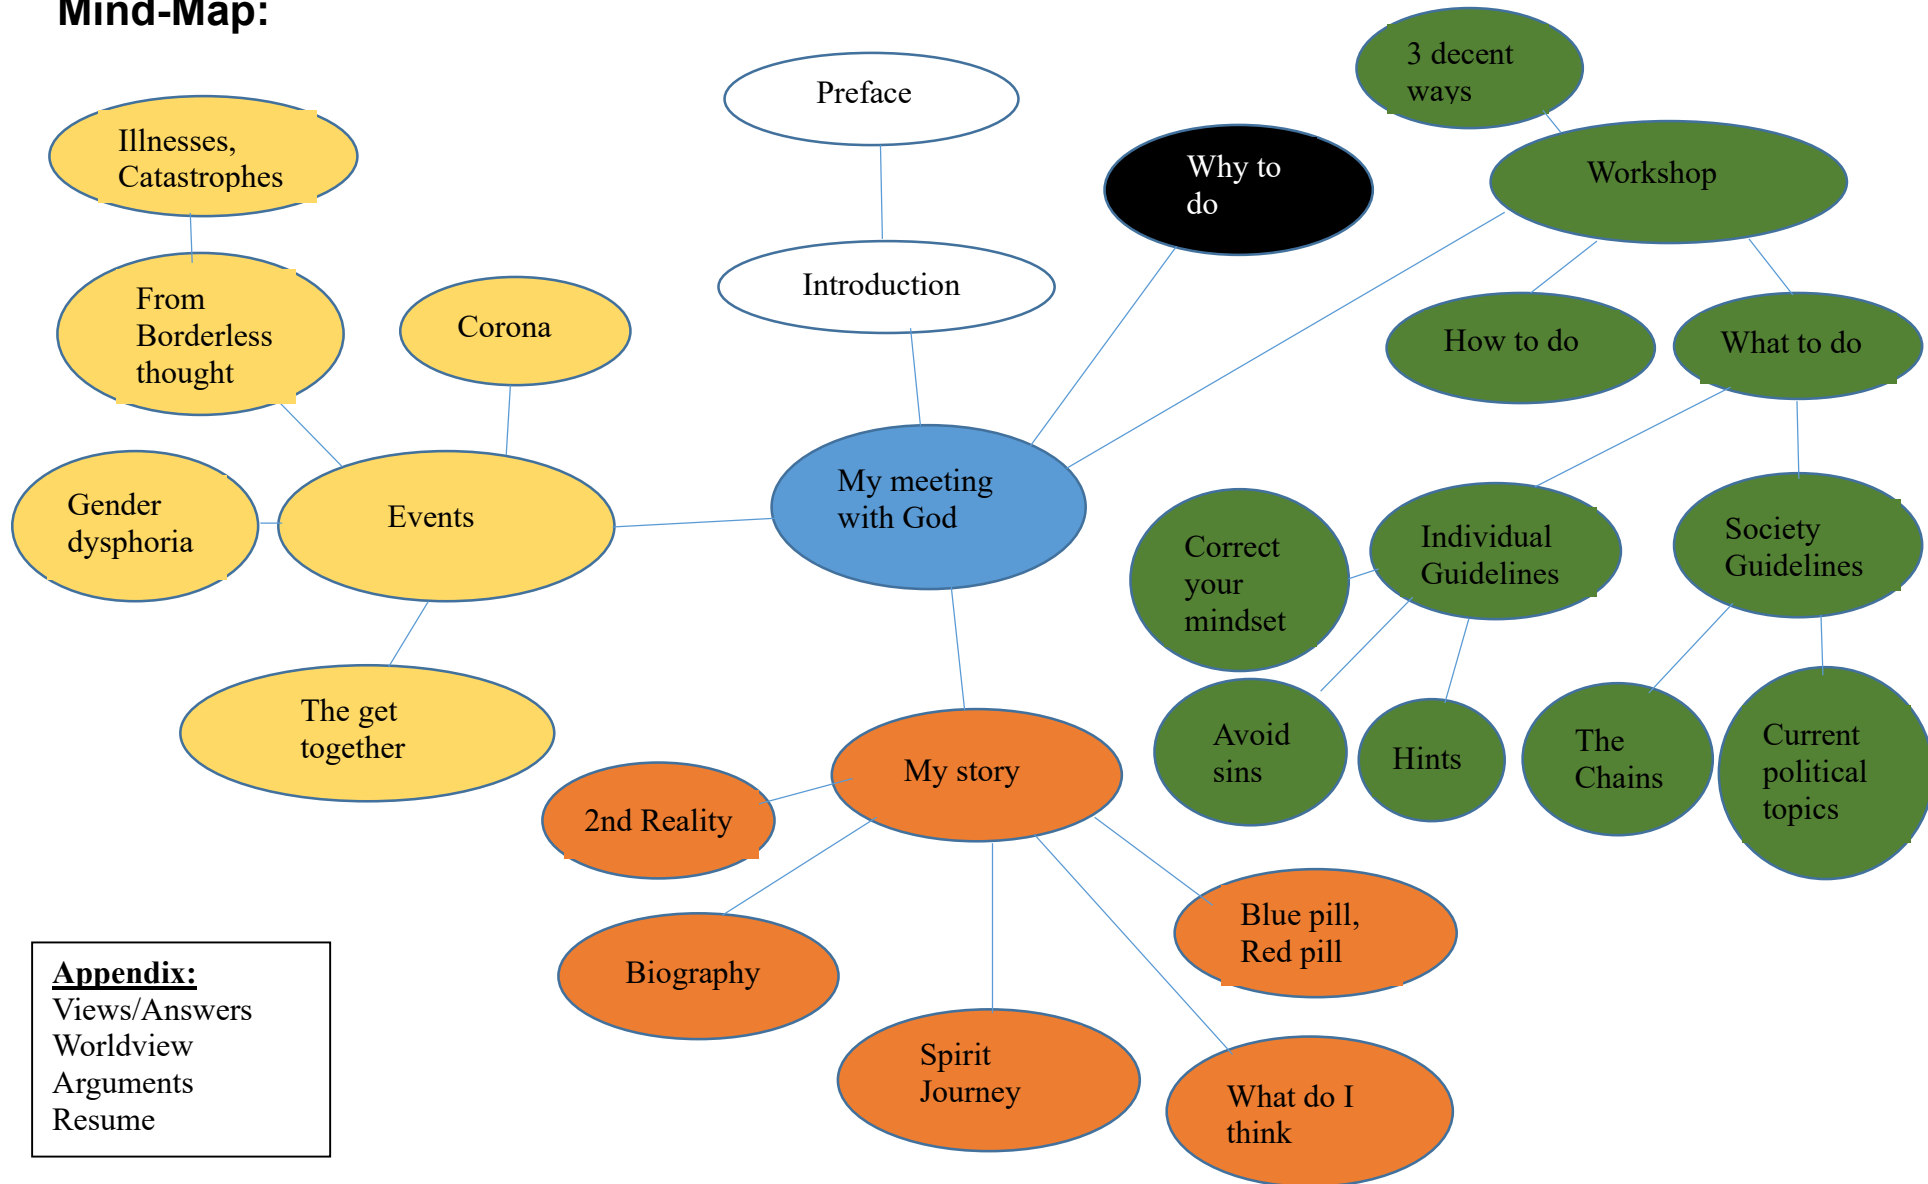 Mind-Map:
3 decent
ways
Preface
Illnesses,
Catastrophes
Why to
do
Workshop
From
Borderless
thought
Introduction
Corona
How to do
What to do
My meeting
with God
Gender
dysphoria
Events
Correct
your
mindset
Individual
Guidelines
Society
Guidelines
The get
together
Avoid
sins
Hints
The
Chains
Current
political
topics
My story
2nd Reality
Blue pill,
Red pill
Biography
Spirit
Journey
What do I
think
Appendix:
Views/Answers
Worldview
Arguments
Resume